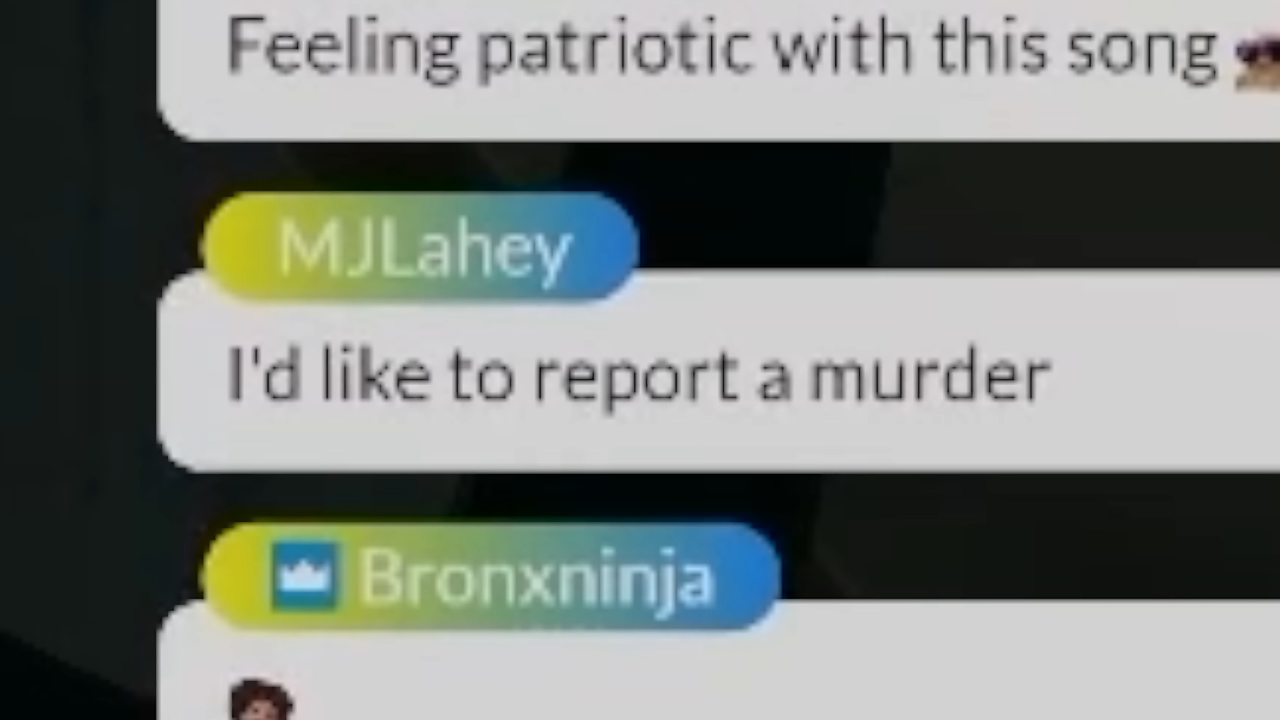 Feeling patriotic with this song
MJLahey
I'd like to report a murder
Bronxninja